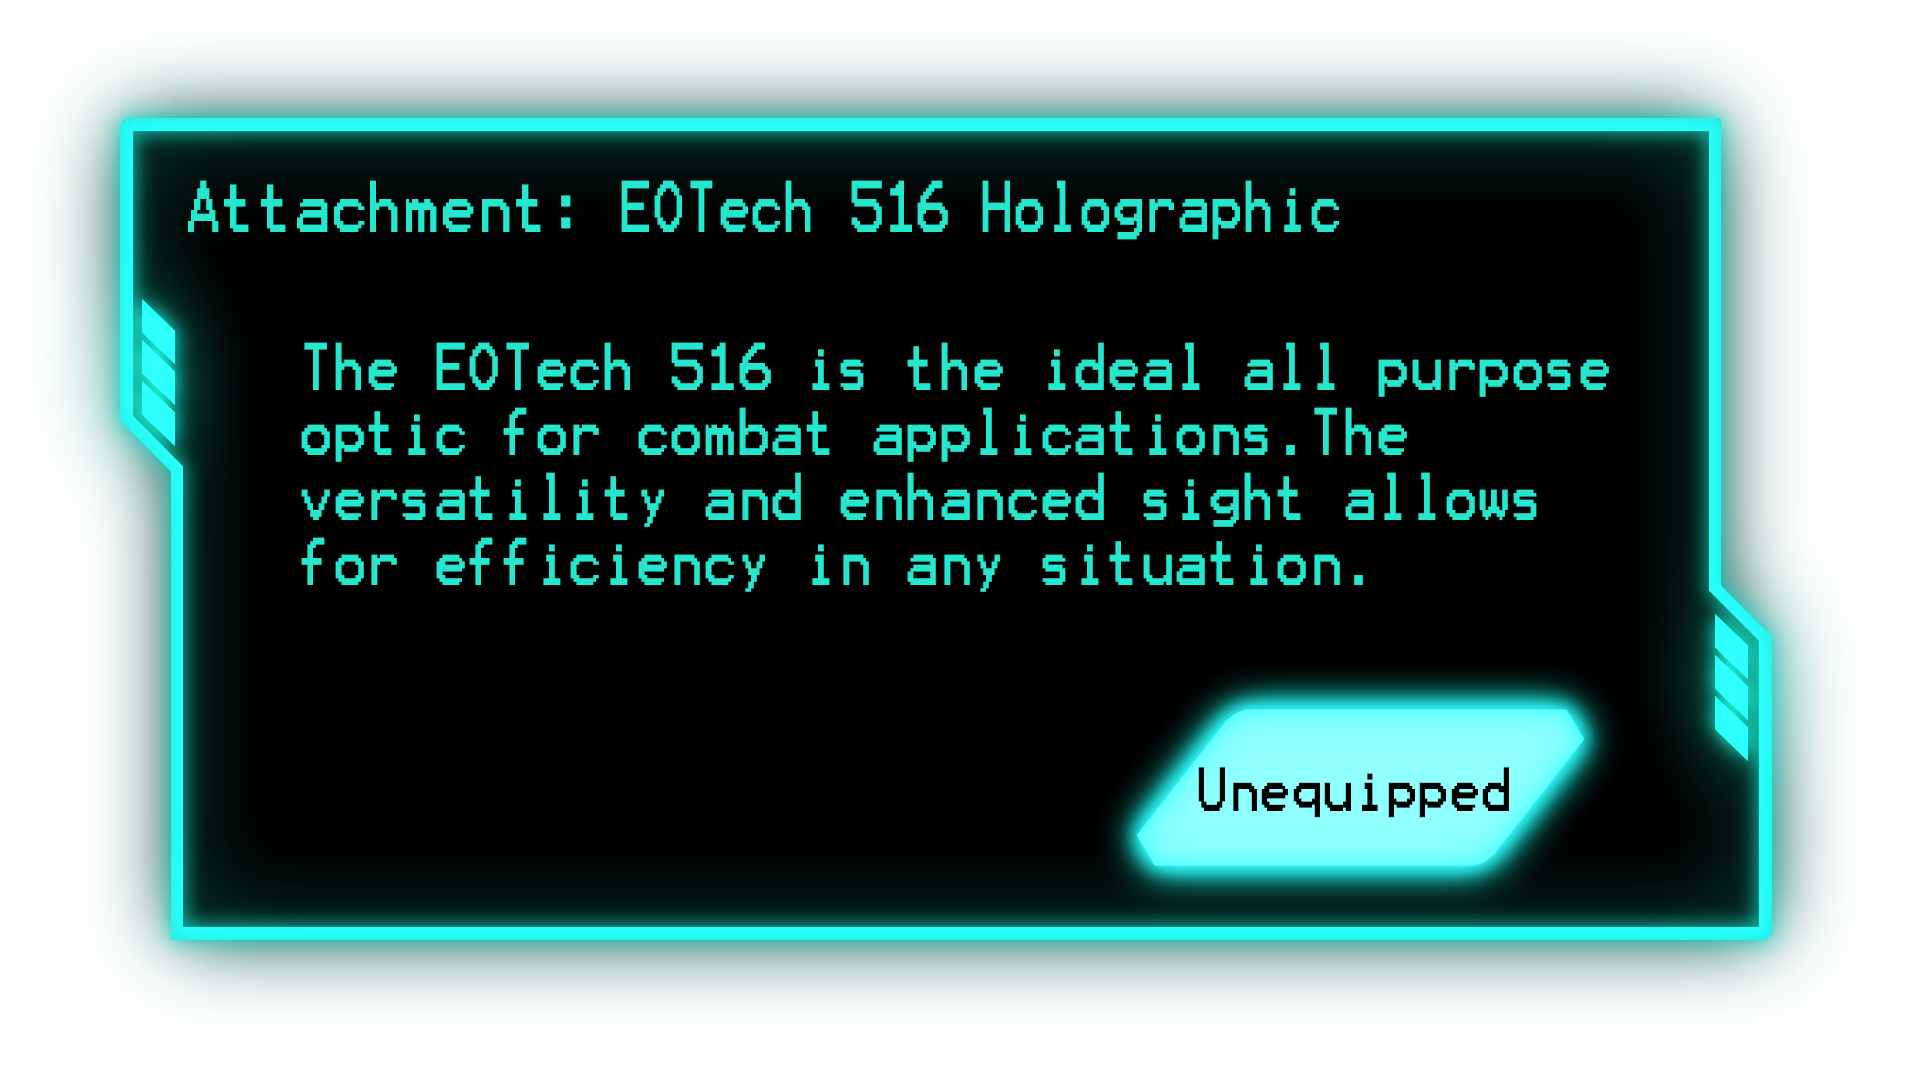 Attachment: EOTech 516 Holographic
The EOTech 516 is the ideal all purpose
optic for combat applications.The
versatility and enhanced sight allows
for efficiency in any situation.
Unequipped